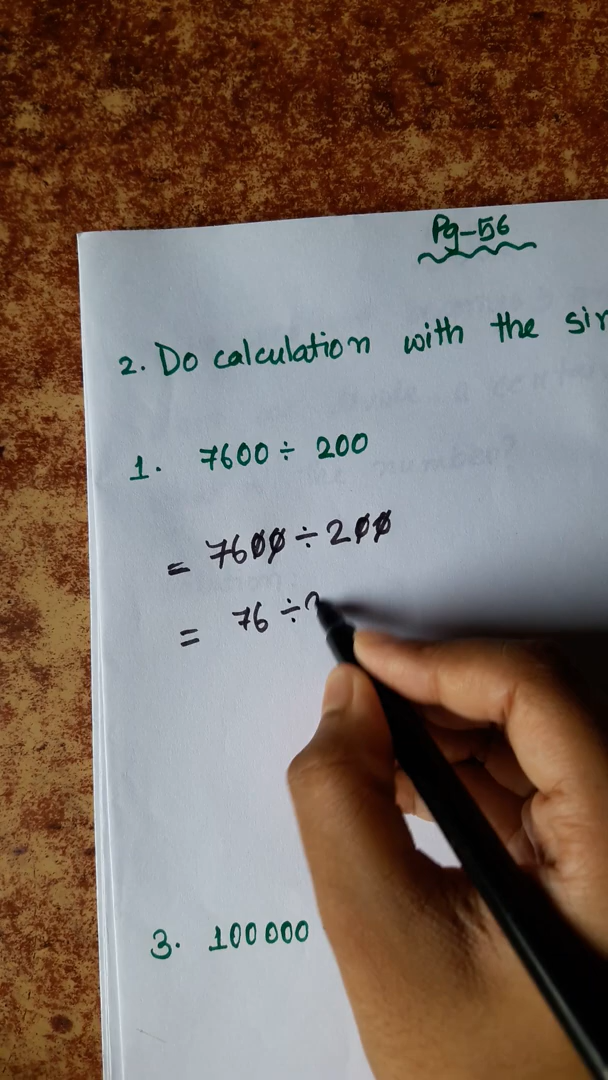 Pg-56
2. Do calculation with the
1. 7600 ÷ 200
= 7600 ÷ 200
= 76 ÷
3. 100000